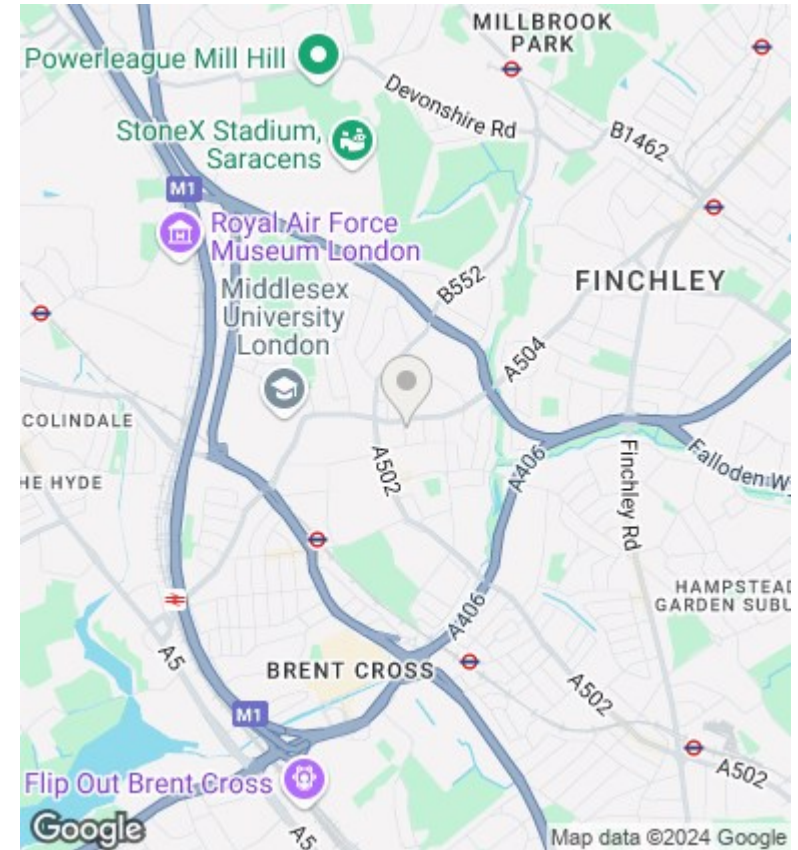 MILLBROOK
PARK
Powerleague Mill Hill
Devonshire Rd
StoneX Stadium,
Saracens
B1462
M1
Royal Air Force
Museum London
B552
FINCHLEY
Middlesex
University
London
A504
COLINDALE
A502
A406
Finchley Rd
Falloden W
HE HYDE
HAMPSTEAD
GARDEN SUBU
A406
A5
BRENT CROSS
A502
M1
A502
Flip Out Brent Cross
A5
Google
Map data ©2024 Google